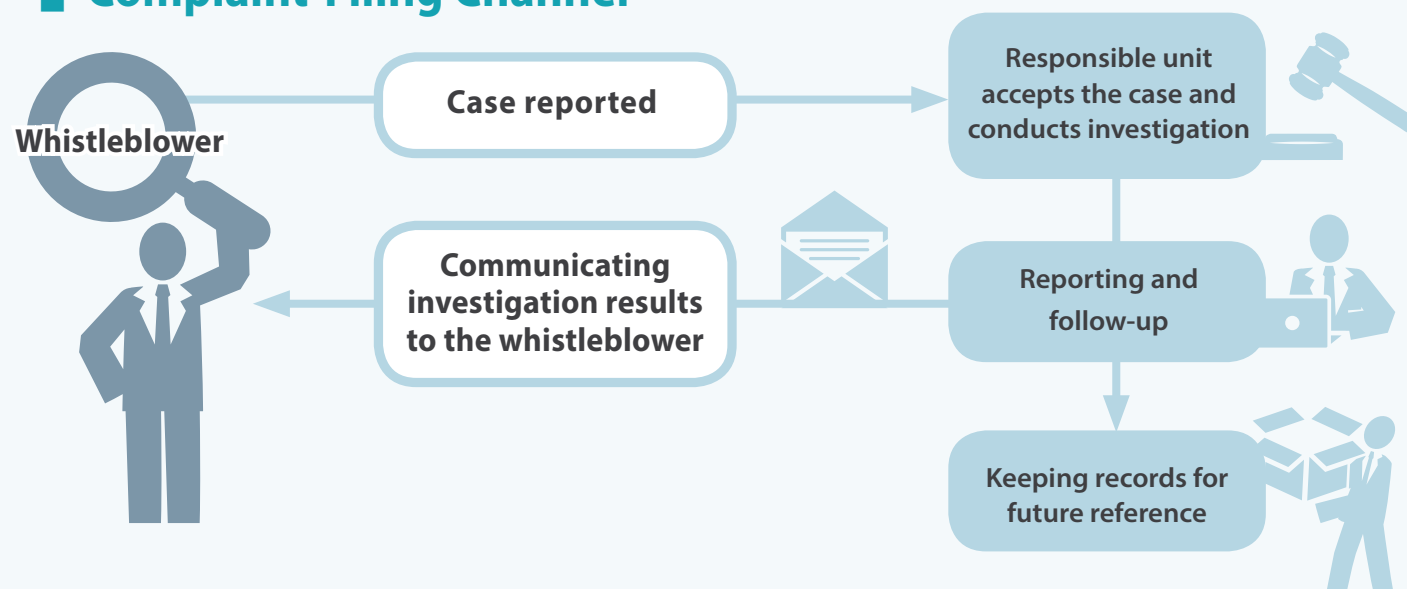 Complaint-Filing Channel
Whistleblower
Case reported
Responsible unit
accepts the case and
conducts investigation
Communicating
investigation results
to the whistleblower
Reporting and
follow-up
Keeping records for
future reference